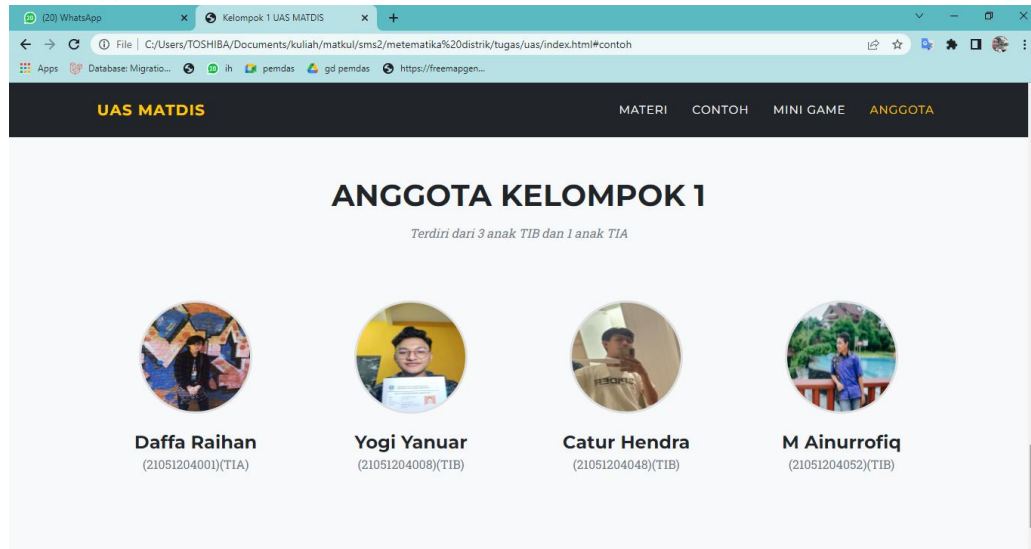 (20) WhatsApp
Kelompok 1 UAS MATDIS
File
C:/Users/TOSHIBA/Documents/kuliah/matkul/sms2/metematika%20distrik/tugas/uas/index.html#contoh
Apps
Database: Migratio...
ih
pemdas
gd pemdas
https://freemapgen...
UAS MATDIS
MATERI CONTOH MINI GAME ANGGOTA
ANGGOTA KELOMPOK 1
Terdiri dari 3 anak TIB dan 1 anak TIA
Daffa Raihan
(21051204001)(TIA)
Yogi Yanuar
(21051204008)(TIB)
Catur Hendra
(21051204048)(TIB)
M Ainurrofiq
(21051204052)(TIB)